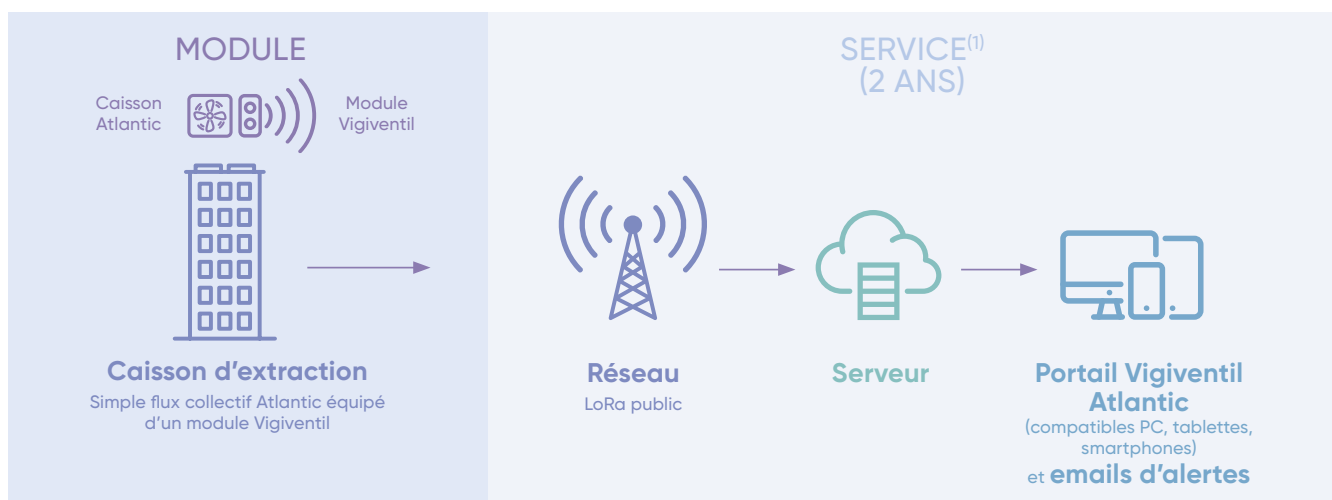 MODULE
Caisson
Atlantic
Module
Vigiventil
Caisson d’extraction
Simple flux collectif Atlantic équipé
d’un module Vigiventil
SERVICE(1)
(2 ANS)
Réseau
LoRa public
Serveur
Portail Vigiventil
Atlantic
(compatibles PC, tablettes,
smartphones)
et emails d’alertes